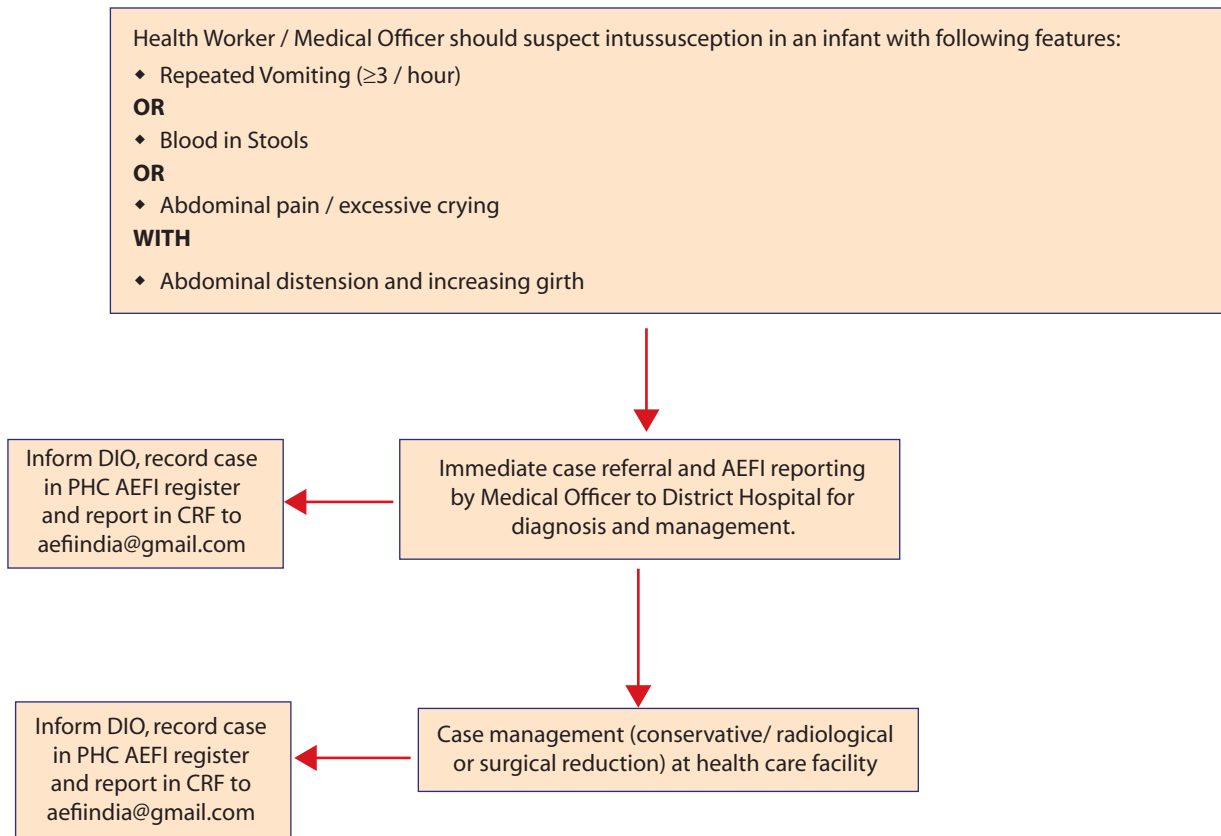 Health Worker / Medical Officer should suspect intussusception in an infant with following features:
◆ Repeated Vomiting (≥3 / hour)
OR
◆ Blood in Stools
OR
◆ Abdominal pain / excessive crying
WITH
◆ Abdominal distension and increasing girth
Inform DIO, record case
in PHC AEFI register
and report in CRF to
aefiindia@gmail.com
Immediate case referral and AEFI reporting
by Medical Officer to District Hospital for
diagnosis and management.
Inform DIO, record case
in PHC AEFI register
and report in CRF to
aefiindia@gmail.com
Case management (conservative/ radiological
or surgical reduction) at health care facility